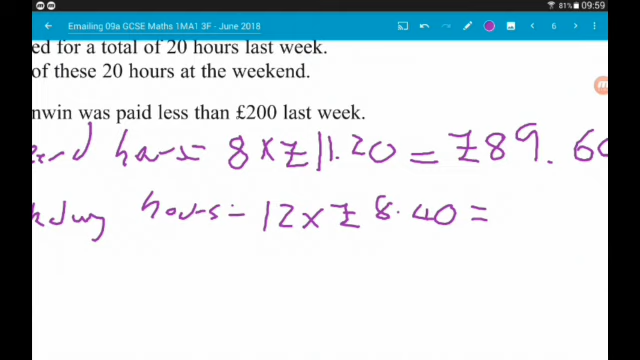 81% 09:59
Emailing 09a GCSE Maths 1MA1 3F - June 2018 6
ed for a total of 20 hours last week.
of these 20 hours at the weekend.
nwin was paid less than £200 last week.
hours= 8 x £11.20 = £89.60
hours = 12 x £8.40 =